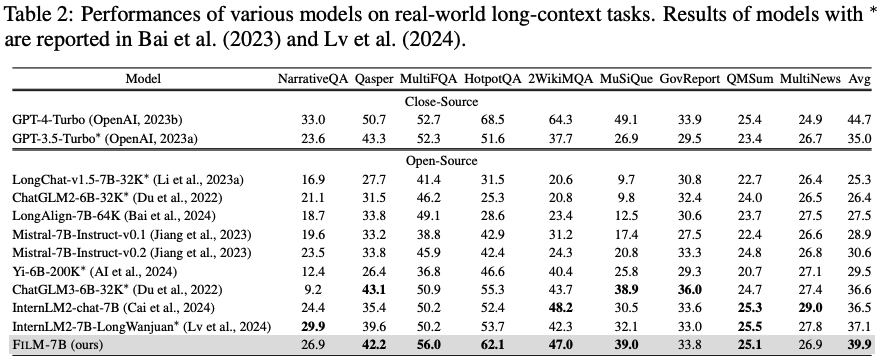 Table 2: Performances of various models on real-world long-context tasks. Results of models with *
are reported in Bai et al. (2023) and Lv et al. (2024).
Model NarrativeQA Qasper MultiFQA HotpotQA 2WikiMQA MuSiQue GovReport QMSum MultiNews Avg
Close-Source
GPT-4-Turbo (OpenAI, 2023b) 33.0 50.7 52.7 68.5 64.3 49.1 33.9 25.4 24.9 44.7
GPT-3.5-Turbo* (OpenAI, 2023a) 23.6 43.3 52.3 51.6 37.7 26.9 29.5 23.4 26.7 35.0
Open-Source
LongChat-v1.5-7B-32K* (Li et al., 2023a) 16.9 27.7 41.4 31.5 20.6 9.7 30.8 22.7 26.4 25.3
ChatGLM2-6B-32K* (Du et al., 2022) 21.1 31.5 46.2 25.3 20.8 9.8 32.4 24.0 26.5 26.4
LongAlign-7B-64K (Bai et al., 2024) 18.7 33.8 49.1 28.6 23.4 12.5 30.6 23.7 27.5 27.5
Mistral-7B-Instruct-v0.1 (Jiang et al., 2023) 19.6 33.2 38.8 42.9 31.2 17.4 27.5 22.4 26.6 28.9
Mistral-7B-Instruct-v0.2 (Jiang et al., 2023) 23.5 33.8 45.9 42.4 24.3 20.8 33.3 24.8 26.8 30.6
Yi-6B-200K* (AI et al., 2024) 12.4 26.4 36.8 46.6 40.4 25.8 29.3 20.7 27.1 29.5
ChatGLM3-6B-32K* (Du et al., 2022) 9.2 43.1 50.9 55.3 43.7 38.9 36.0 24.7 27.4 36.6
InternLM2-chat-7B (Cai et al., 2024) 24.4 35.4 50.2 52.4 48.2 30.5 33.6 25.3 29.0 36.5
InternLM2-7B-LongWanjuan* (Lv et al., 2024) 29.9 39.6 50.2 53.7 42.3 32.1 33.0 25.5 27.8 37.1
FILM-7B (ours) 26.9 42.2 56.0 62.1 47.0 39.0 33.8 25.1 26.9 39.9